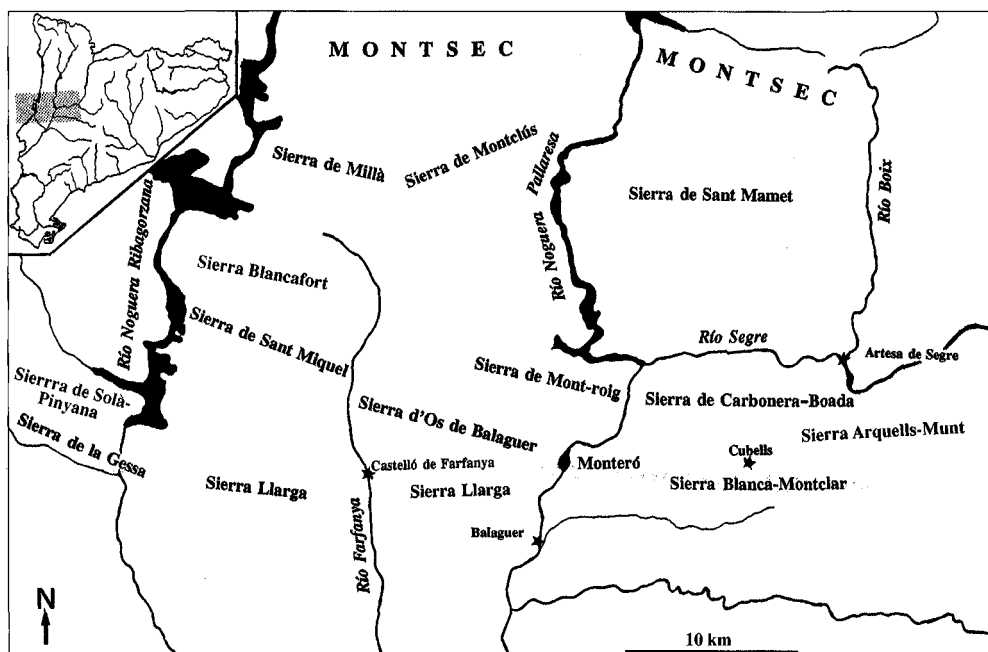 MONTSEC
MONTSEC
Sierra de Millà
Sierra de Montclús
Río Noguera Pallaresa
Sierra de Sant Mamet
Río Boix
Río Noguera Ribagorzana
Sierra Blancafort
Sierra de Sant Miquel
Río Segre
Artesa de Segre
Sierra de Mont-roig
Sierrra de Solà-
Pinyana
Sierra de Carbonera-Boada
Sierra d'Os de Balaguer
Sierra Arquells-Munt
Sierra de la Gessa
Cubells
Castelló de Farfanya
Monteró
Sierra Llarga
Sierra Llarga
Sierra Blanca-Montclar
Balaguer
Río Farfanya
N
10 km